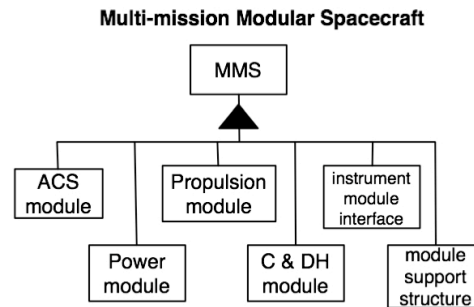 Multi-mission Modular Spacecraft
MMS
ACS
module
Propulsion
module
instrument
module
interface
Power
module
C & DH
module
module
support
structure